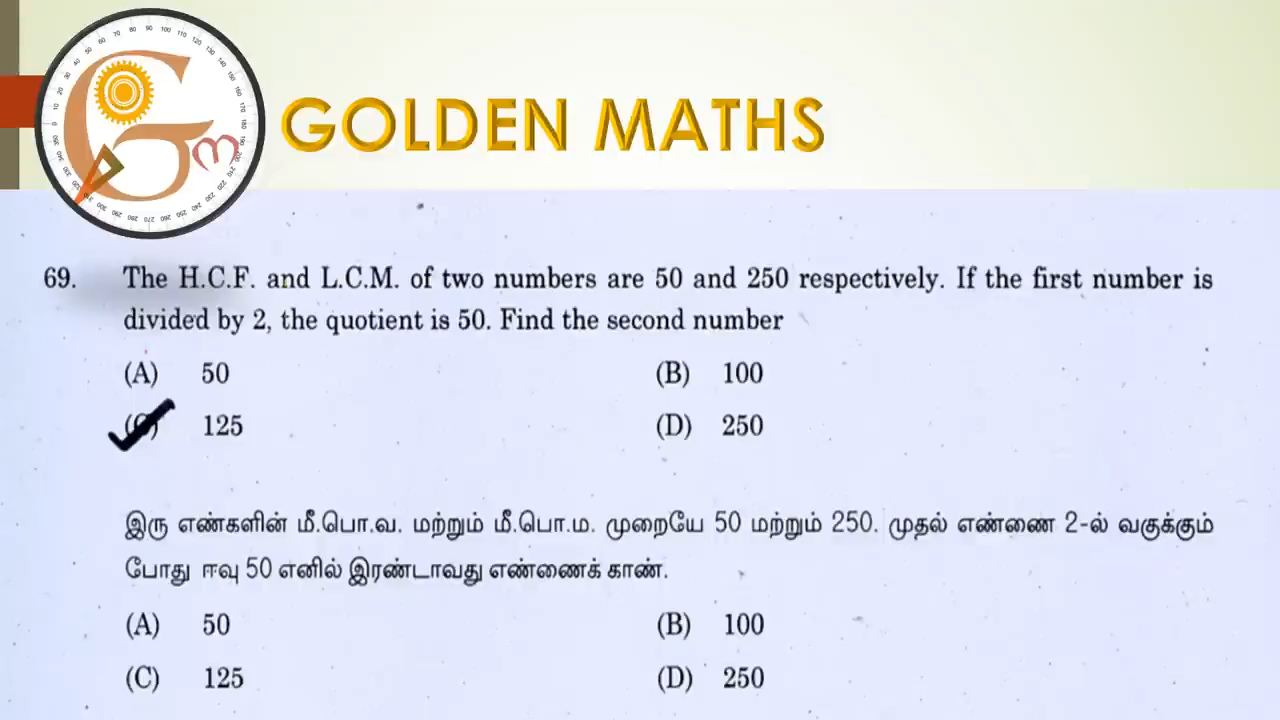 GOLDEN MATHS
69. The H.C.F. and L.C.M. of two numbers are 50 and 250 respectively. If the first number is
divided by 2, the quotient is 50. Find the second number
(A) 50 (B) 100
(C) 125 (D) 250
இரு எண்களின் மீ.பொ.வ. மற்றும் மீ.பொ.ம. முறையே 50 மற்றும் 250. முதல் எண்ணை 2-ல் வகுக்கும்
போது ஈவு 50 எனில் இரண்டாவது எண்ணைக் காண்.
(A) 50 (B) 100
(C) 125 (D) 250